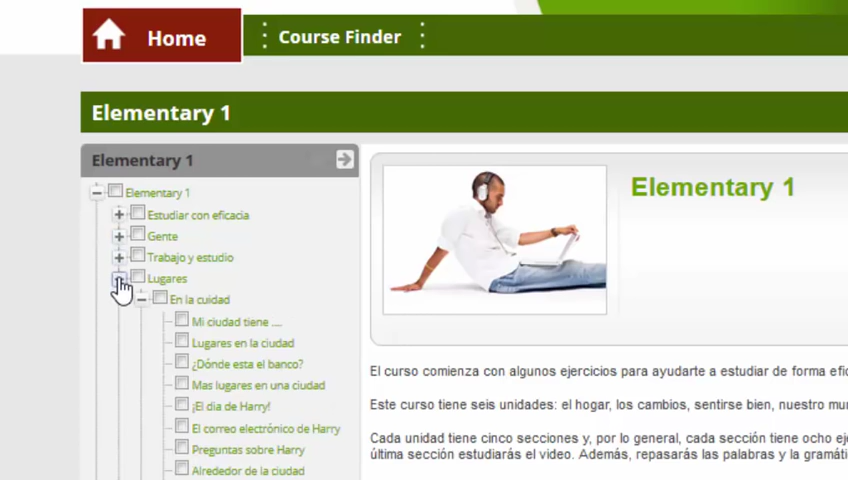 Home
Course Finder
Elementary 1
Elementary 1
Elementary 1
Estudiar con eficacia
Gente
Trabajo y estudio
Lugares
En la cuidad
Mi ciudad tiene ....
Lugares en la ciudad
¿Dónde esta el banco?
Mas lugares en una ciudad
¡El dia de Harry!
El correo electrónico de Harry
Preguntas sobre Harry
Alrededor de la ciudad
Elementary 1
El curso comienza con algunos ejercicios para ayudarte a estudiar de forma
Este curso tiene seis unidades: el hogar, los cambios, sentirse bien, nuestro
Cada unidad tiene cinco secciones y, por lo general, cada sección tiene ocho
última sección estudiarás el video. Además, repasarás las palabras y la